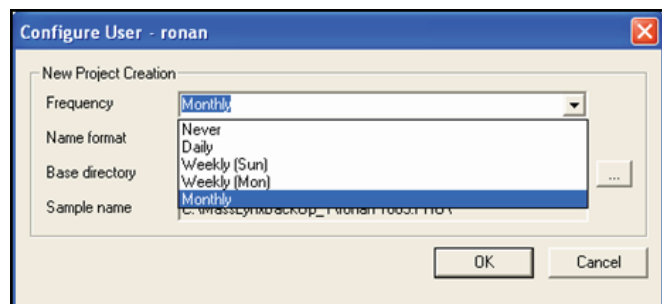 Configure User - ronan
New Project Creation
Frequency
Monthly
Name format
Never
Daily
Weekly (Sun)
Weekly (Mon)
Monthly
Base directory
...
Sample name
OK
Cancel